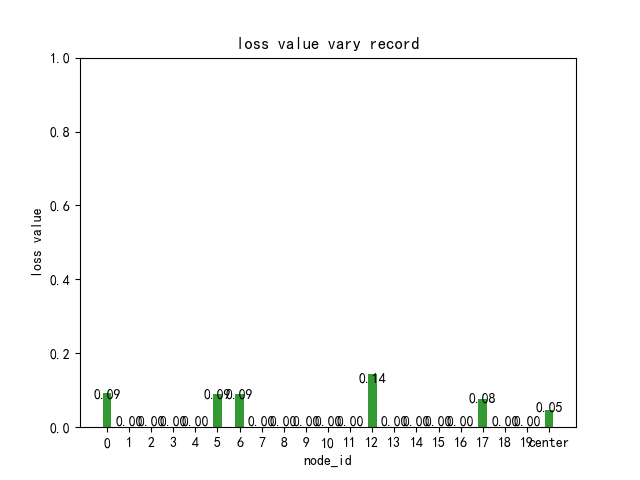 loss value vary record
1.0
0.8
0.6
0.4
0.2
0.0
loss value
0.09 0.00 0.00 0.00 0.00 0.09 0.09 0.00 0.00 0.00 0.00 0.00 0.14 0.00 0.00 0.00 0.00 0.08 0.00 0.00 0.05
0 1 2 3 4 5 6 7 8 9 10 11 12 13 14 15 16 17 18 19 center
node_id